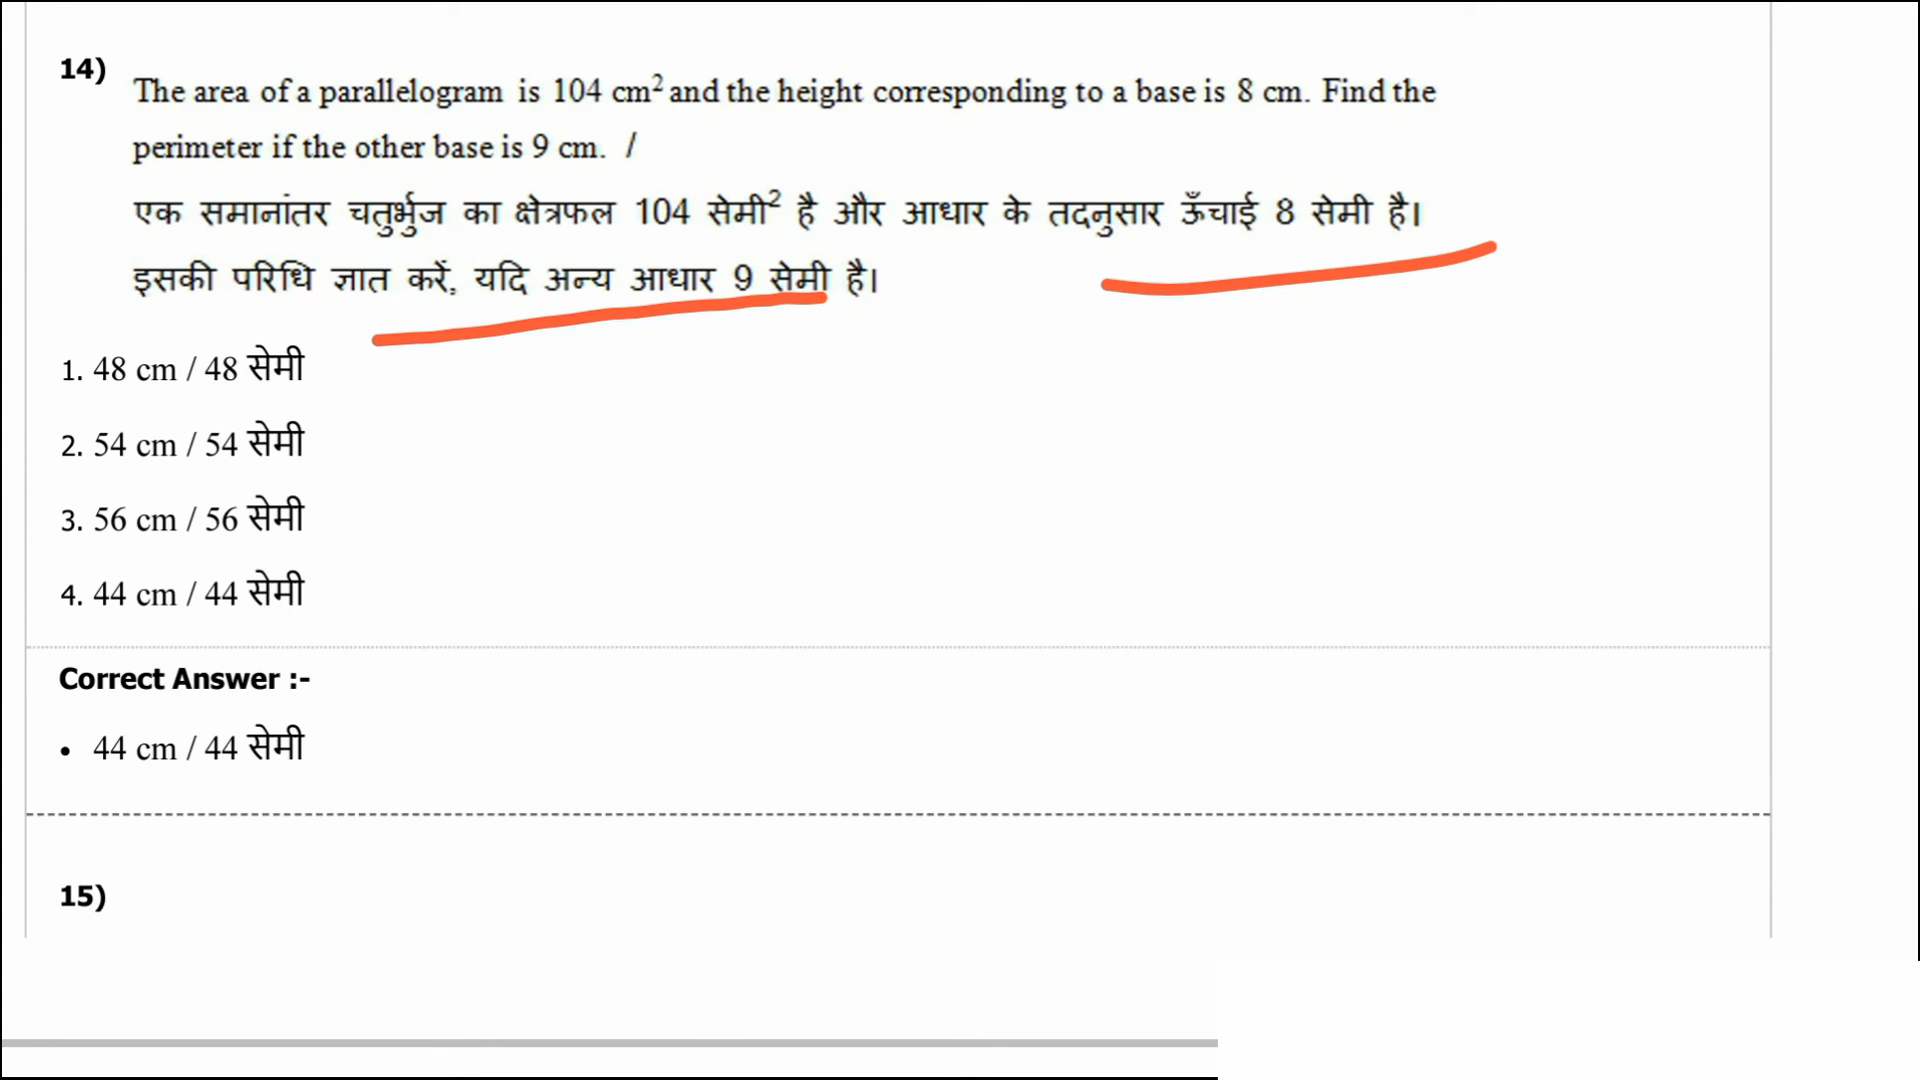 14)
The area of a parallelogram is 104 cm² and the height corresponding to a base is 8 cm. Find the
perimeter if the other base is 9 cm. /
एक समानांतर चतुर्भुज का क्षेत्रफल 104 सेमी² है और आधार के तदनुसार ऊँचाई 8 सेमी है।
इसकी परिधि ज्ञात करें, यदि अन्य आधार 9 सेमी है।
1. 48 cm / 48 सेमी
2. 54 cm / 54 सेमी
3. 56 cm / 56 सेमी
4. 44 cm / 44 सेमी
Correct Answer :-
• 44 cm / 44 सेमी
15)